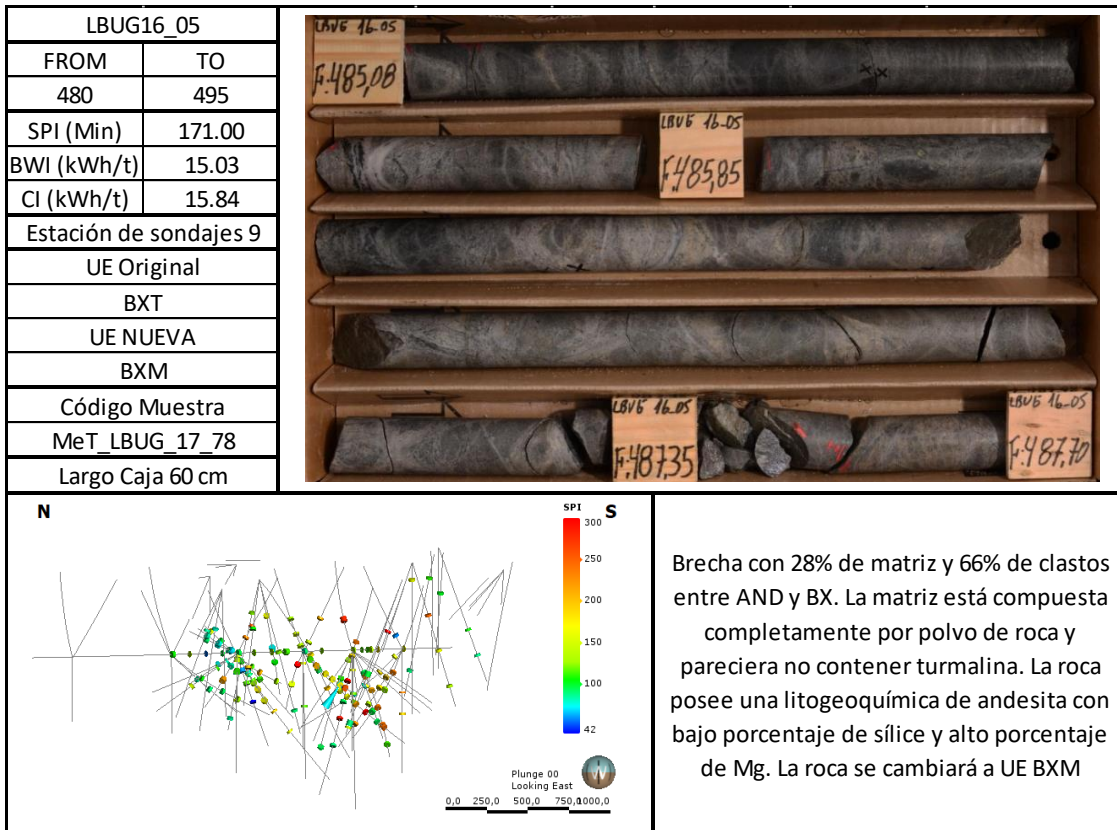 LBUG16_05
FROM TO
480 495
SPI (Min) 171.00
BWI (kWh/t) 15.03
CI (kWh/t) 15.84
Estación de sondajes 9
UE Original
BXT
UE NUEVA
BXM
Código Muestra
MeT_LBUG_17_78
Largo Caja 60 cm
LBUG 16-05
F:485,08
LBUG 16-05
F:485,85
LBUG 16-05
F:487,35
LBUG 16-05
F:487,70
N
SPI
S
300
250
200
150
100
42
Plunge 00
Looking East
0,0 250,0 500,0 750,0 1000,0
Brecha con 28% de matriz y 66% de clastos
entre AND y BX. La matriz está compuesta
completamente por polvo de roca y
pareciera no contener turmalina. La roca
posee una litogeoquímica de andesita con
bajo porcentaje de sílice y alto porcentaje
de Mg. La roca se cambiará a UE BXM